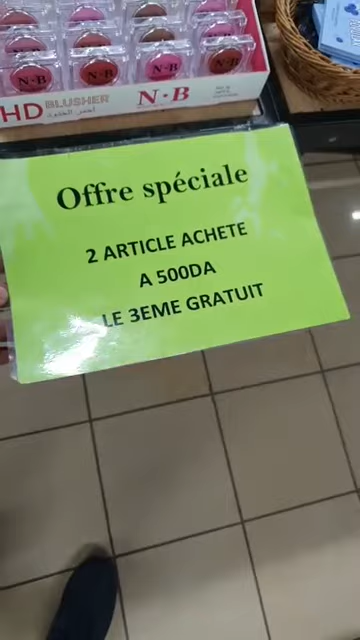 N·B N·B N·B N·B
HD BLUSHER N·B
Offre spéciale
2 ARTICLE ACHETE
A 500DA
LE 3EME GRATUIT